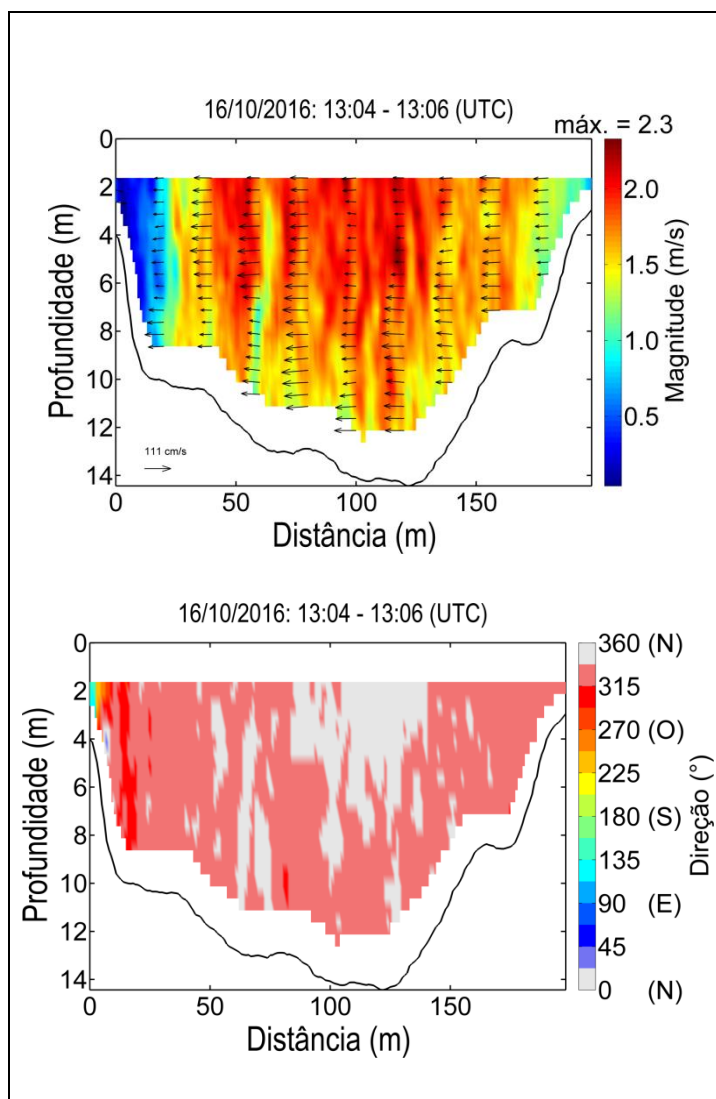 16/10/2016: 13:04 - 13:06 (UTC)
máx. = 2.3
0
2
4
6
8
10
12
14
Profundidade (m)
111 cm/s
0 50 100 150
Distância (m)
2.0
1.5
1.0
0.5
Magnitude (m/s)
16/10/2016: 13:04 - 13:06 (UTC)
0
2
4
6
8
10
12
14
Profundidade (m)
0 50 100 150
Distância (m)
360 (N)
315
270 (O)
225
180 (S)
135
90 (E)
45
0 (N)
Direção (°)